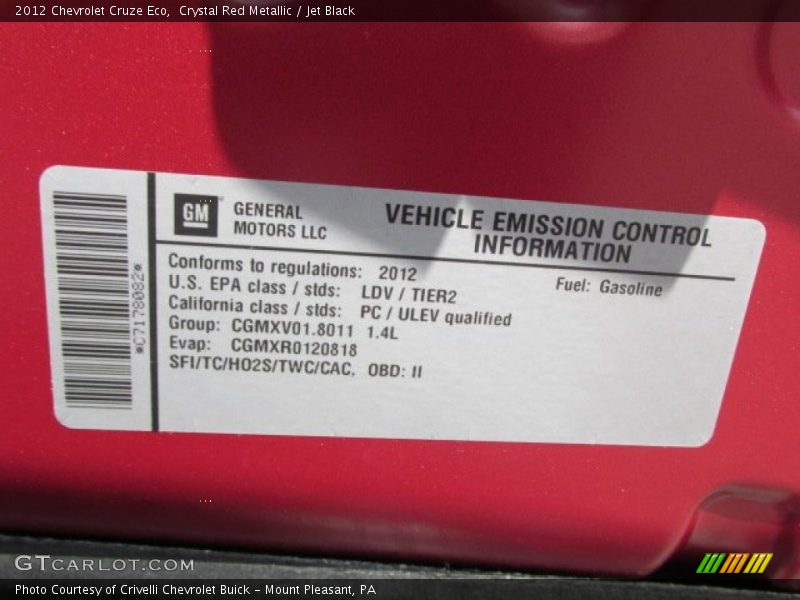 2012 Chevrolet Cruze Eco, Crystal Red Metallic / Jet Black
GM GENERAL
MOTORS LLC
VEHICLE EMISSION CONTROL
INFORMATION
Conforms to regulations: 2012
Fuel: Gasoline
U.S. EPA class / stds: LDV / TIER2
California class / stds: PC / ULEV qualified
Group: CGMXV01.8011 1.4L
Evap: CGMXR0120818
SFI/TC/HO2S/TWC/CAC, OBD: II
*C7178082*
GTCARLOT.COM
Photo Courtesy of Crivelli Chevrolet Buick - Mount Pleasant, PA